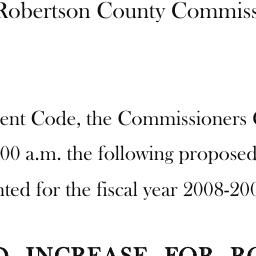 Robertson County Commiss
ent Code, the Commissioners
00 a.m. the following proposed
nted for the fiscal year 2008-200
INCREASE FOR